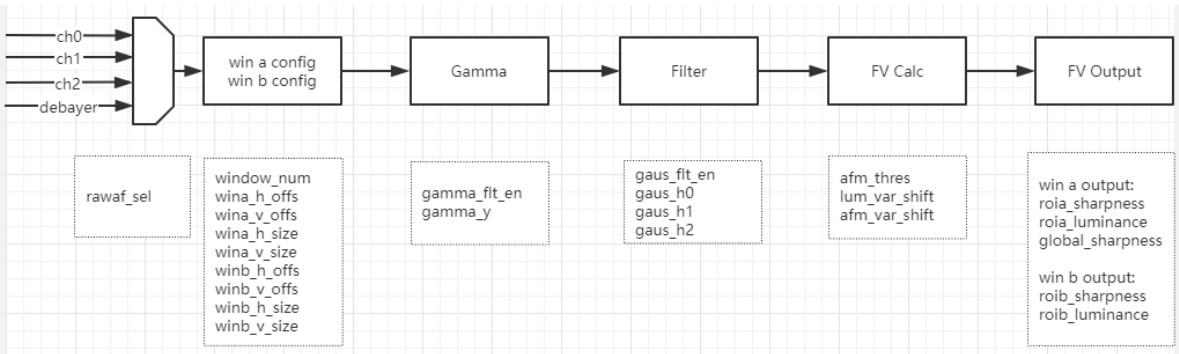 ch0
ch1
ch2
debayer
win a config
win b config
Gamma
Filter
FV Calc
FV Output
rawaf_sel
window_num
wina_h_offs
wina_v_offs
wina_h_size
wina_v_size
winb_h_offs
winb_v_offs
winb_h_size
winb_v_size
gamma_flt_en
gamma_y
gaus_flt_en
gaus_h0
gaus_h1
gaus_h2
afm_thres
lum_var_shift
afm_var_shift
win a output:
roia_sharpness
roia_luminance
global_sharpness
win b output:
roib_sharpness
roib_luminance